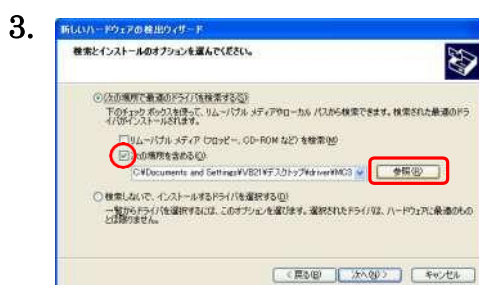 3.
新しいハードウェアの検出ウィザード
検索とインストールのオプションを選んでください。
次の場所で最適のドライバを検索する(S)
下のチェック ボックスを使って、リムーバブル メディアやローカル パスから検索できます。検索された最適のドラ
イバがインストールされます。
リムーバブル メディア (フロッピー、CD-ROM など) を検索(M)
次の場所を含める(O):
C:¥Documents and Settings¥VB21¥デスクトップ¥driver¥MC3
参照(R)
検索しないで、インストールするドライバを選択する(D)
一覧からドライバを選択するには、このオプションを選びます。選択されたドライバは、ハードウェアに最適のもの
とは限りません。
< 戻る(B)
次へ(N) >
キャンセル